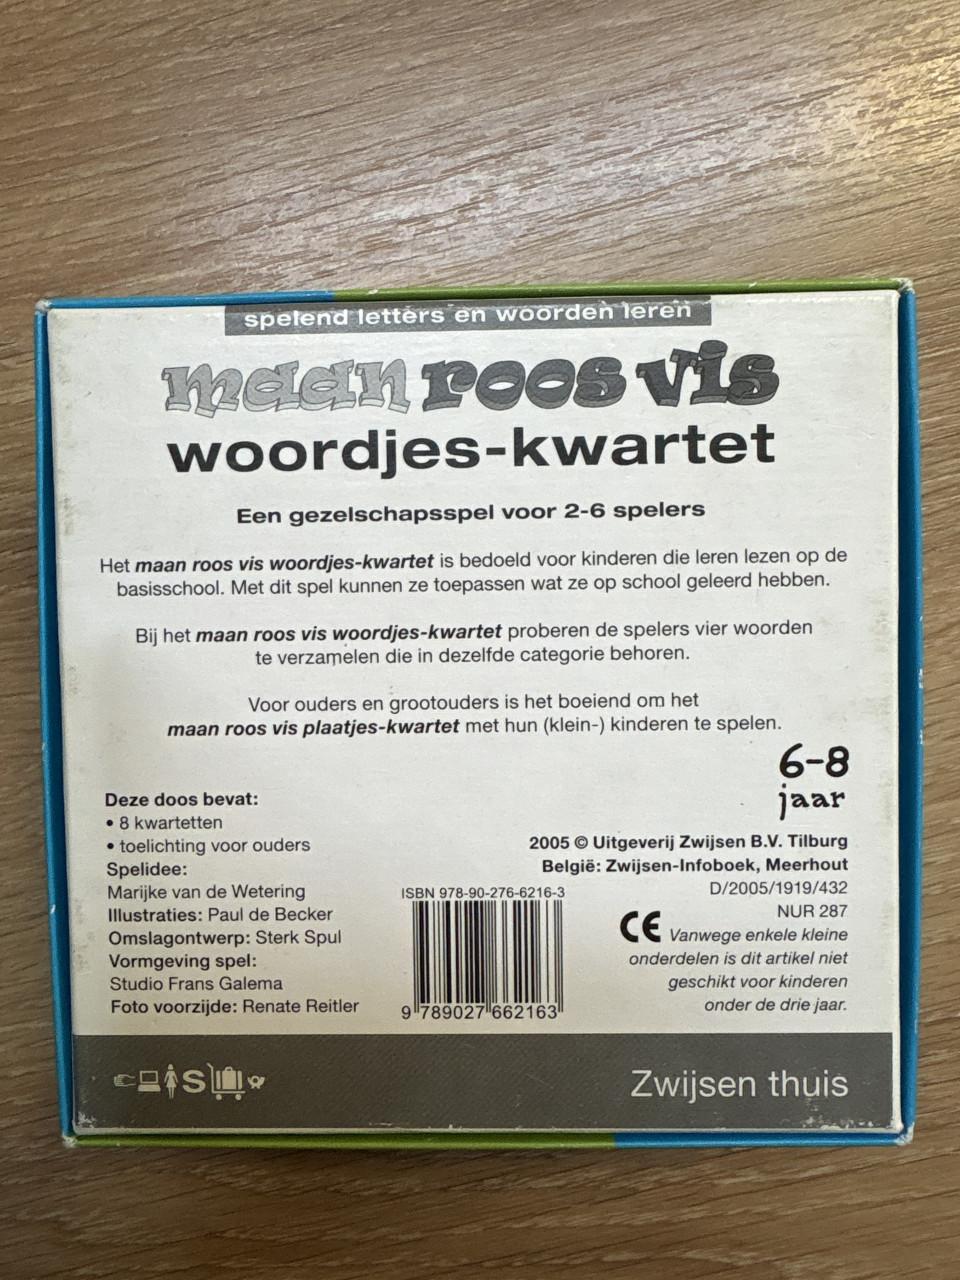 spelend letters en woorden leren
maan roos vis
woordjes-kwartet
Een gezelschapsspel voor 2-6 spelers
Het maan roos vis woordjes-kwartet is bedoeld voor kinderen die leren lezen op de
basisschool. Met dit spel kunnen ze toepassen wat ze op school geleerd hebben.
Bij het maan roos vis woordjes-kwartet proberen de spelers vier woorden
te verzamelen die in dezelfde categorie behoren.
Voor ouders en grootouders is het boeiend om het
maan roos vis plaatjes-kwartet met hun (klein-) kinderen te spelen.
6-8
jaar
Deze doos bevat:
• 8 kwartetten
• toelichting voor ouders
Spelidee:
Marijke van de Wetering
Illustraties: Paul de Becker
Omslagontwerp: Sterk Spul
Vormgeving spel:
Studio Frans Galema
Foto voorzijde: Renate Reitler
ISBN 978-90-276-6216-3
9 789027 662163
2005 © Uitgeverij Zwijsen B.V. Tilburg
België: Zwijsen-Infoboek, Meerhout
D/2005/1919/432
NUR 287
CE Vanwege enkele kleine
onderdelen is dit artikel niet
geschikt voor kinderen
onder de drie jaar.
S
Zwijsen thuis